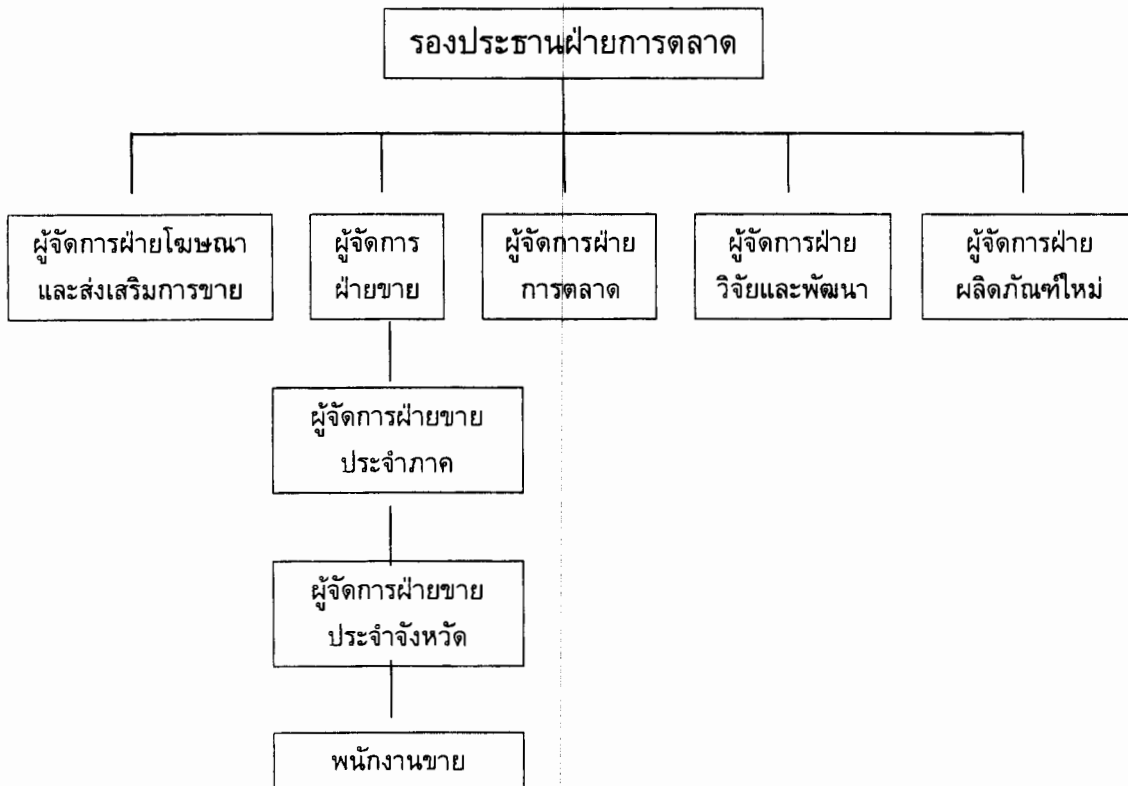 รองประธานฝ่ายการตลาด
ผู้จัดการฝ่ายโฆษณา
และส่งเสริมการขาย
ผู้จัดการ
ฝ่ายขาย
ผู้จัดการฝ่าย
การตลาด
ผู้จัดการฝ่าย
วิจัยและพัฒนา
ผู้จัดการฝ่าย
ผลิตภัณฑ์ใหม่
ผู้จัดการฝ่ายขาย
ประจำภาค
ผู้จัดการฝ่ายขาย
ประจำจังหวัด
พนักงานขาย